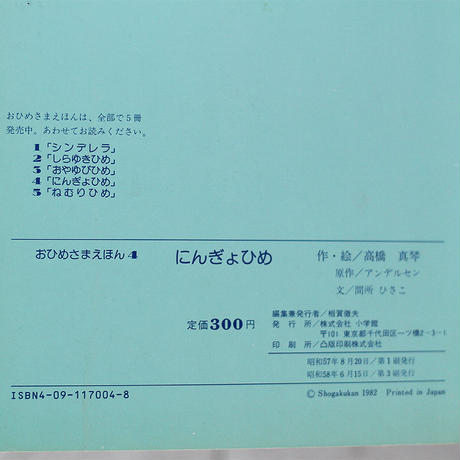 おひめさまえほんは、全部で5冊
発売中。あわせてお読みください。
1「シンデレラ」
2「しらゆきひめ」
3「おやゆびひめ」
4「にんぎょひめ」
5「ねむりひめ」
おひめさまえほん4 にんぎょひめ 作・絵/高橋 真琴
原作/アンデルセン
文/間所 ひさこ
定価300円
編集兼発行者/相賀徹夫
発行所/株式会社 小学館
〒101 東京都千代田区一ツ橋2-3-1
印刷所/凸版印刷株式会社
昭和57年8月20日/第1刷発行
昭和58年6月15日/第3刷発行
ISBN4-09-117004-8
© Shogakukan 1982 Printed in Japan